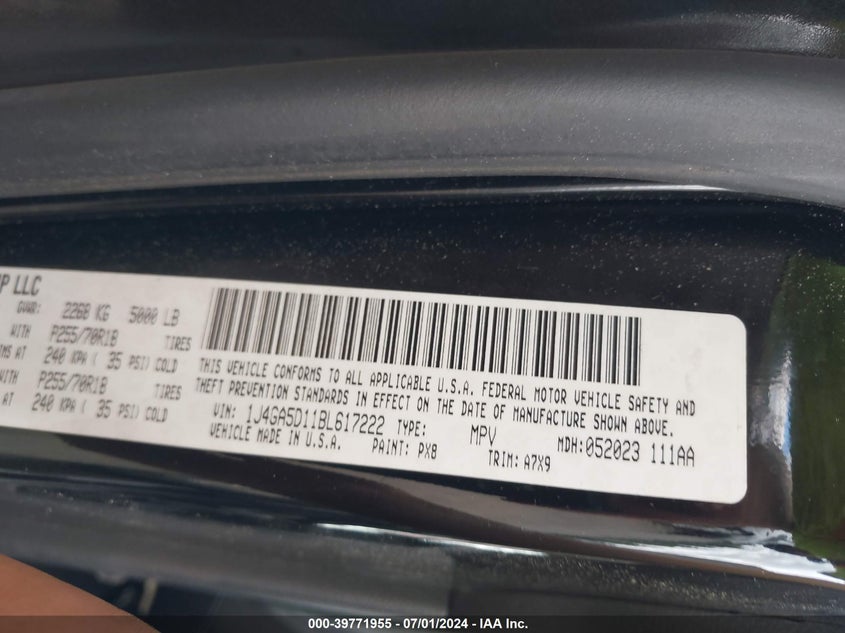 P LLC
GVWR: 2268 KG 5000 LB
WITH P255/70R18 TIRES
MS AT 240 KPA ( 35 PSI) COLD
WITH P255/70R18 TIRES
AT 240 KPA ( 35 PSI) COLD
THIS VEHICLE CONFORMS TO ALL APPLICABLE U.S.A. FEDERAL MOTOR VEHICLE SAFETY AND
THEFT PREVENTION STANDARDS IN EFFECT ON THE DATE OF MANUFACTURE SHOWN ABOVE.
VIN: 1J4GA5D11BL617222 TYPE: MPV MDH: 052023 111AA
VEHICLE MADE IN U.S.A. PAINT: PX8 TRIM: A7X9
000-39771955 - 07/01/2024 - IAA Inc.